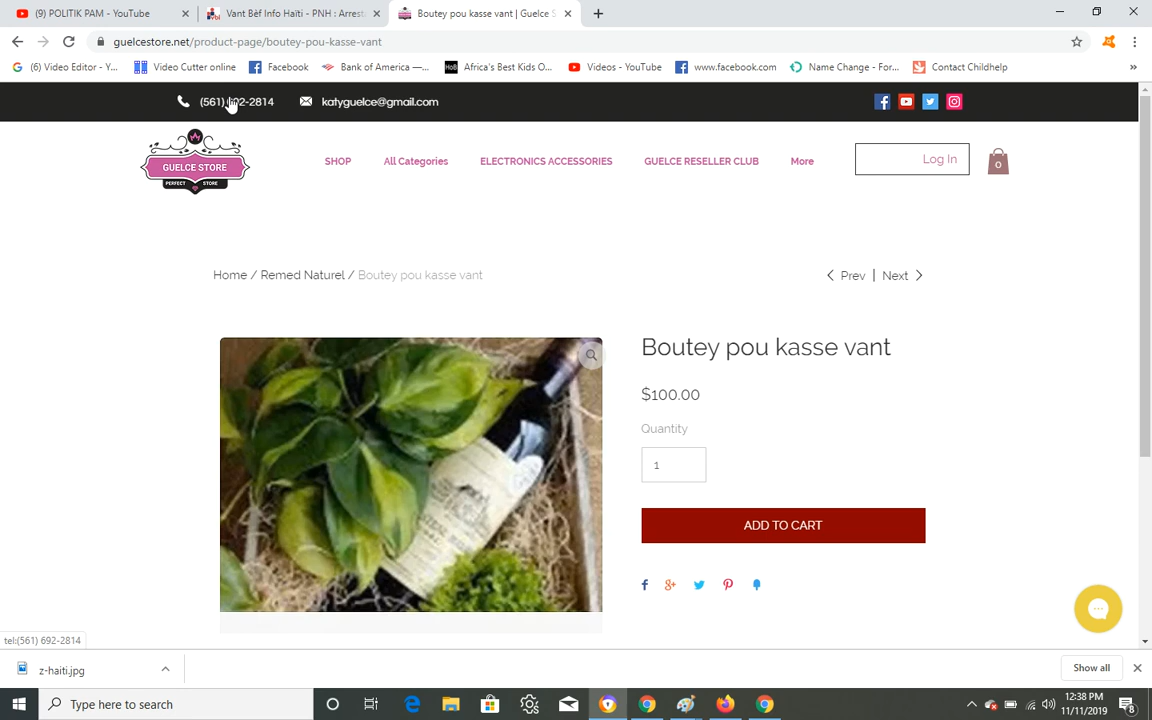 (9) POLITIK PAM - YouTube
Vant Bèf Info Haïti - PNH : Arrest
Boutey pou kasse vant | Guelce S
guelcestore.net/product-page/boutey-pou-kasse-vant
(6) Video Editor - Y...
Video Cutter online
Facebook
Bank of America —...
HoB
Africa's Best Kids O...
Videos - YouTube
www.facebook.com
Name Change - For...
Contact Childhelp
(561) 692-2814
katyguelce@gmail.com
GUELCE STORE
PERFECT STORE
SHOP
All Categories
ELECTRONICS ACCESSORIES
GUELCE RESELLER CLUB
More
Log In
0
Home / Remed Naturel / Boutey pou kasse vant
Prev | Next
Boutey pou kasse vant
$100.00
Quantity
1
ADD TO CART
tel:(561) 692-2814
z-haiti.jpg
Show all
Type here to search
12:38 PM
11/11/2019
8